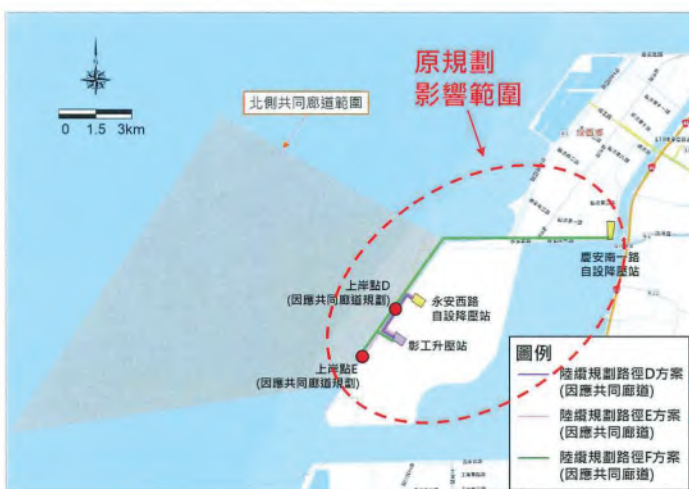 原規劃
影響範圍
北側共同廊道範圍
0 1.5 3km
慶安南一路
自設降壓站
上岸點D
(因應共同廊道規劃)
永安西路
自設降壓站
彰工升壓站
上岸點E
(因應共同廊道規劃)
圖例
陸纜規劃路徑D方案
(因應共同廊道)
陸纜規劃路徑E方案
(因應共同廊道)
陸纜規劃路徑F方案
(因應共同廊道)